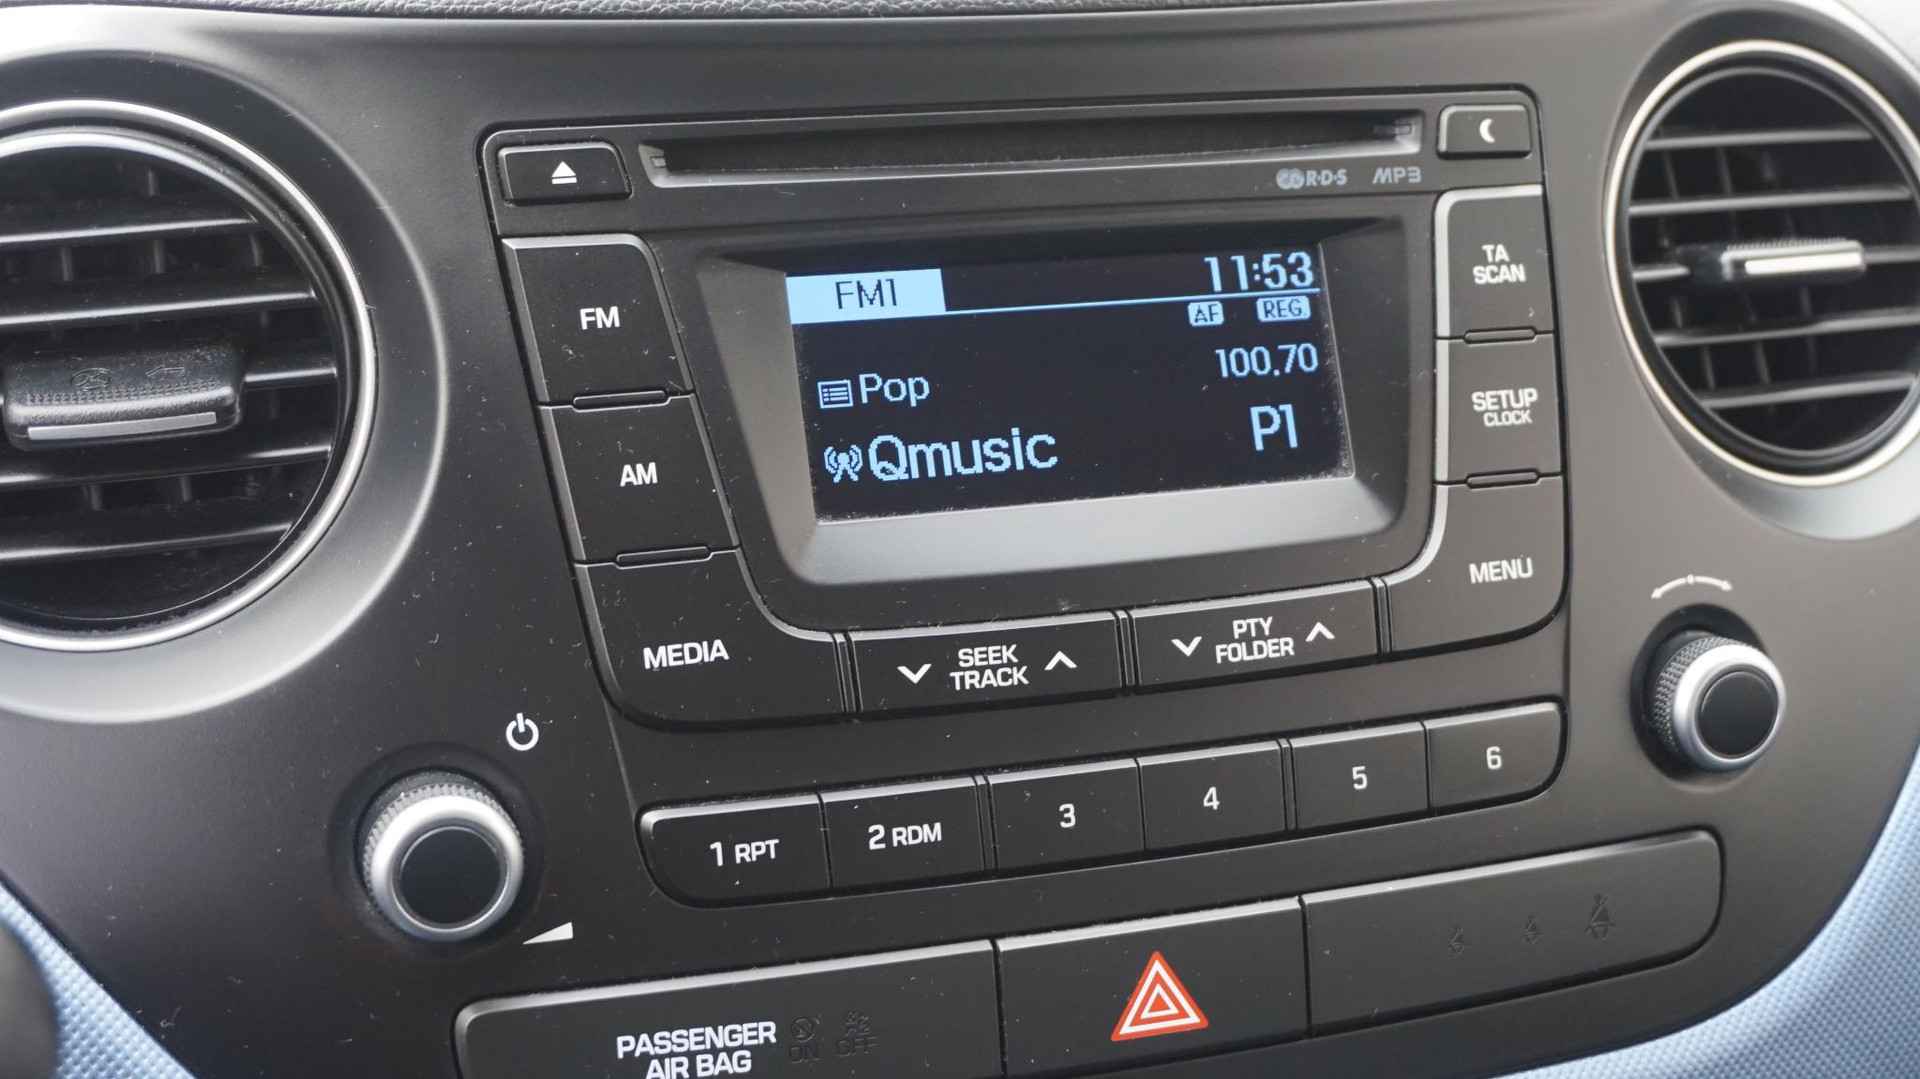 R·D·S MP3
FM1 11:53
AF REG
Pop 100.70
Qmusic P1
FM
AM
MEDIA
TA
SCAN
SETUP
CLOCK
MENU
SEEK
TRACK
PTY
FOLDER
1 RPT
2 RDM
3
4
5
6
PASSENGER
AIR BAG
ON
OFF